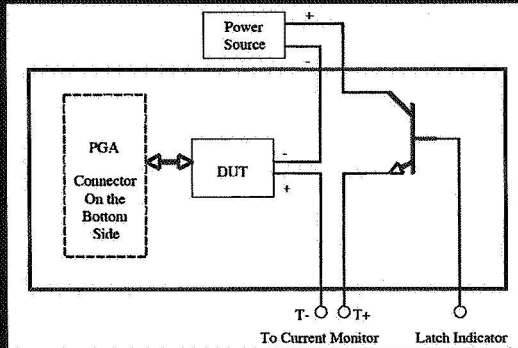 Power
Source
+
-
PGA
Connector
On the
Bottom
Side
DUT
-
+
T-
T+
To Current Monitor
Latch Indicator